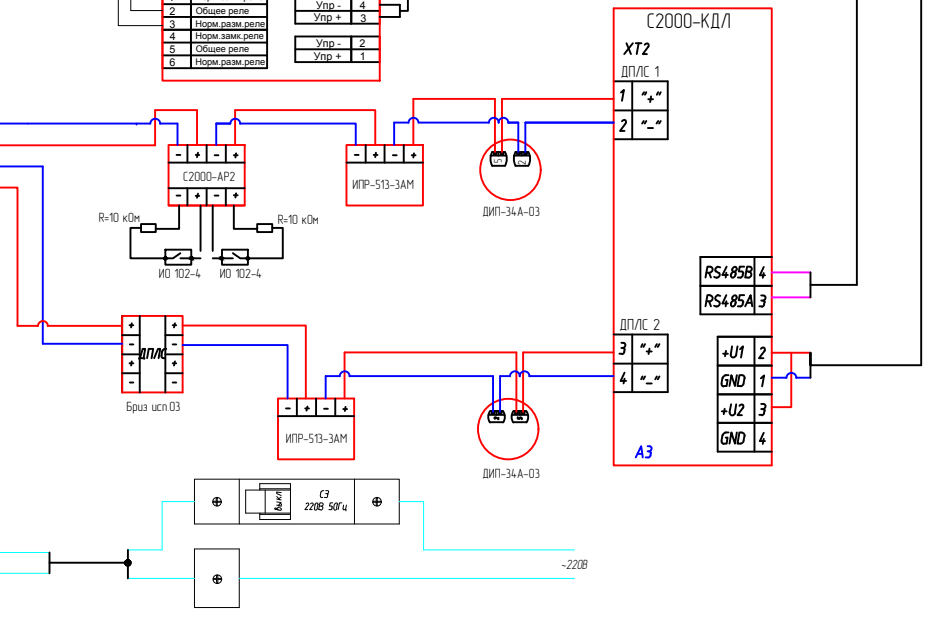 2 Общее реле
3 Норм.разм.реле
4 Норм.замк.реле
5 Общее реле
6 Норм.разм.реле
Упр - 4
Упр + 3
Упр - 2
Упр + 1
С2000-КДЛ
XT2
ДПЛС 1
1 "+"
2 "-"
- + - +
С2000-АР2
- + - +
R=10 кОм
R=10 кОм
ИО 102-4
ИО 102-4
- + - +
ИПР-513-3АМ
5
2
ДИП-34А-03
RS485B 4
RS485A 3
ДПЛС 2
3 "+"
4 "-"
+U1 2
GND 1
+U2 3
GND 4
А3
+ +
- -
ДПЛС
+ +
- -
Бриз исп.03
- + - +
ИПР-513-3АМ
ДИП-34А-03
ВЫКЛ
СЭ
220В 50Гц
~220В